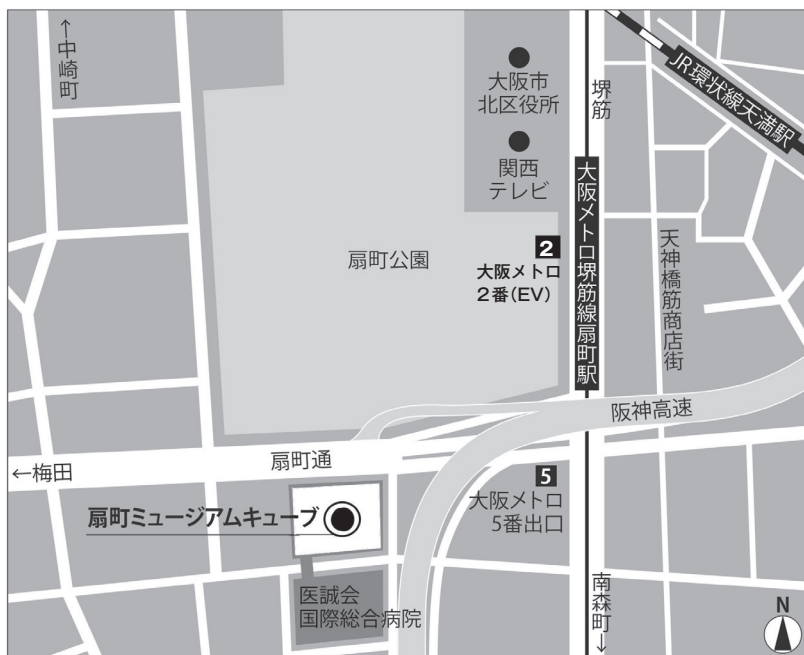 ↑中崎町
大阪市
北区役所
関西
テレビ
堺筋
JR環状線天満駅
扇町公園
2
大阪メトロ
2番(EV)
大阪メトロ堺筋線扇町駅
天神橋筋商店街
阪神高速
←梅田
扇町通
5
大阪メトロ
5番出口
扇町ミュージアムキューブ
医誠会
国際総合病院
南森町→
N